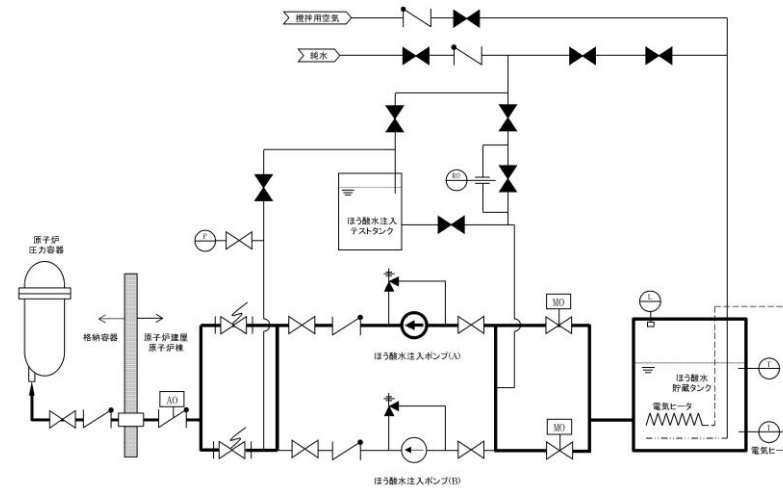 攪拌用空気
純水
RO
ほう酸水注入
テストタンク
P
原子炉
圧力容器
格納容器
原子炉建屋
原子炉棟
AO
ほう酸水注入ポンプ(A)
MO
L
ほう酸水
貯蔵タンク
電気ヒータ
T
T
電気ヒー
MO
ほう酸水注入ポンプ(B)